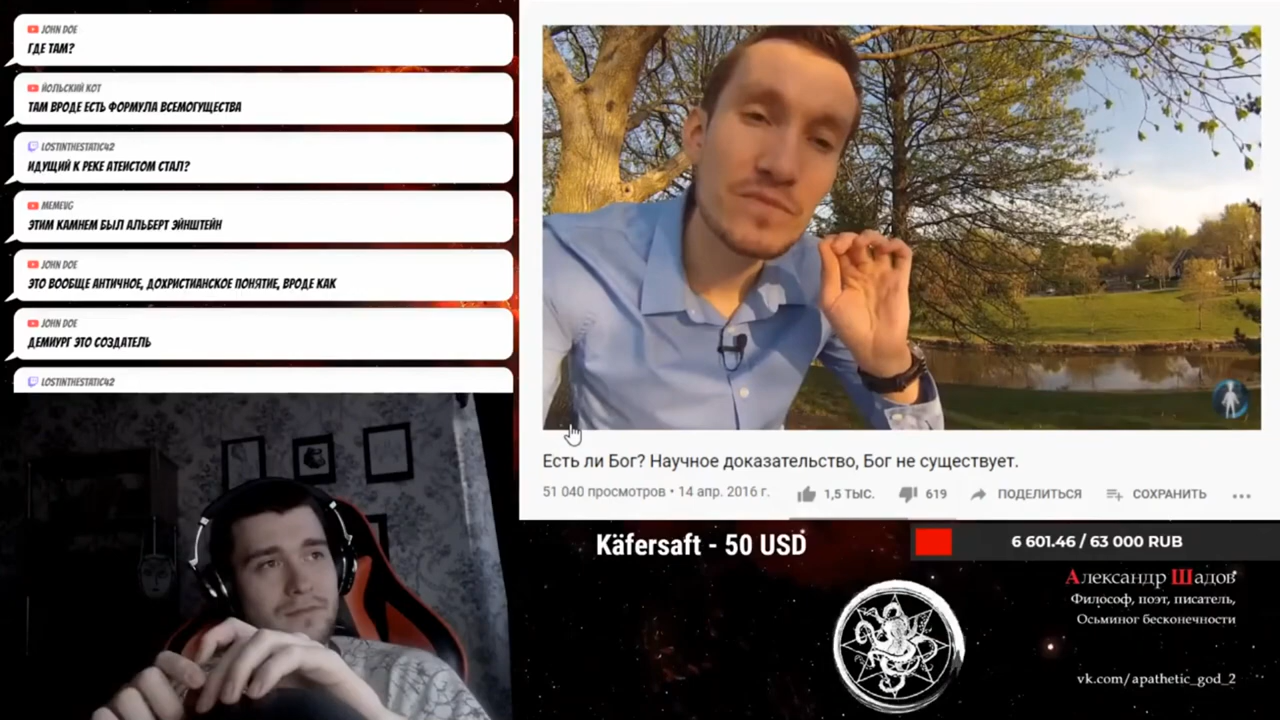 JOHN DOE
ГДЕ ТАМ?
ЙОЛЬСКИЙ КОТ
ТАМ ВРОДЕ ЕСТЬ ФОРМУЛА ВСЕМОГУЩЕСТВА
LOSTINTHESTATIC42
ИДУЩИЙ К РЕКЕ АТЕИСТОМ СТАЛ?
MEMEVG
ЭТИМ КАМНЕМ БЫЛ АЛЬБЕРТ ЭЙНШТЕЙН
JOHN DOE
ЭТО ВООБЩЕ АНТИЧНОЕ, ДОХРИСТИАНСКОЕ ПОНЯТИЕ, ВРОДЕ КАК
JOHN DOE
ДЕМИУРГ ЭТО СОЗДАТЕЛЬ
LOSTINTHESTATIC42
Есть ли Бог? Научное доказательство, Бог не существует.
51 040 просмотров • 14 апр. 2016 г.
1,5 ТЫС.
619
ПОДЕЛИТЬСЯ
СОХРАНИТЬ
Käfersaft - 50 USD
6 601.46 / 63 000 RUB
Александр Шадов
Философ, поэт, писатель,
Осьминог бесконечности
vk.com/apathetic_god_2